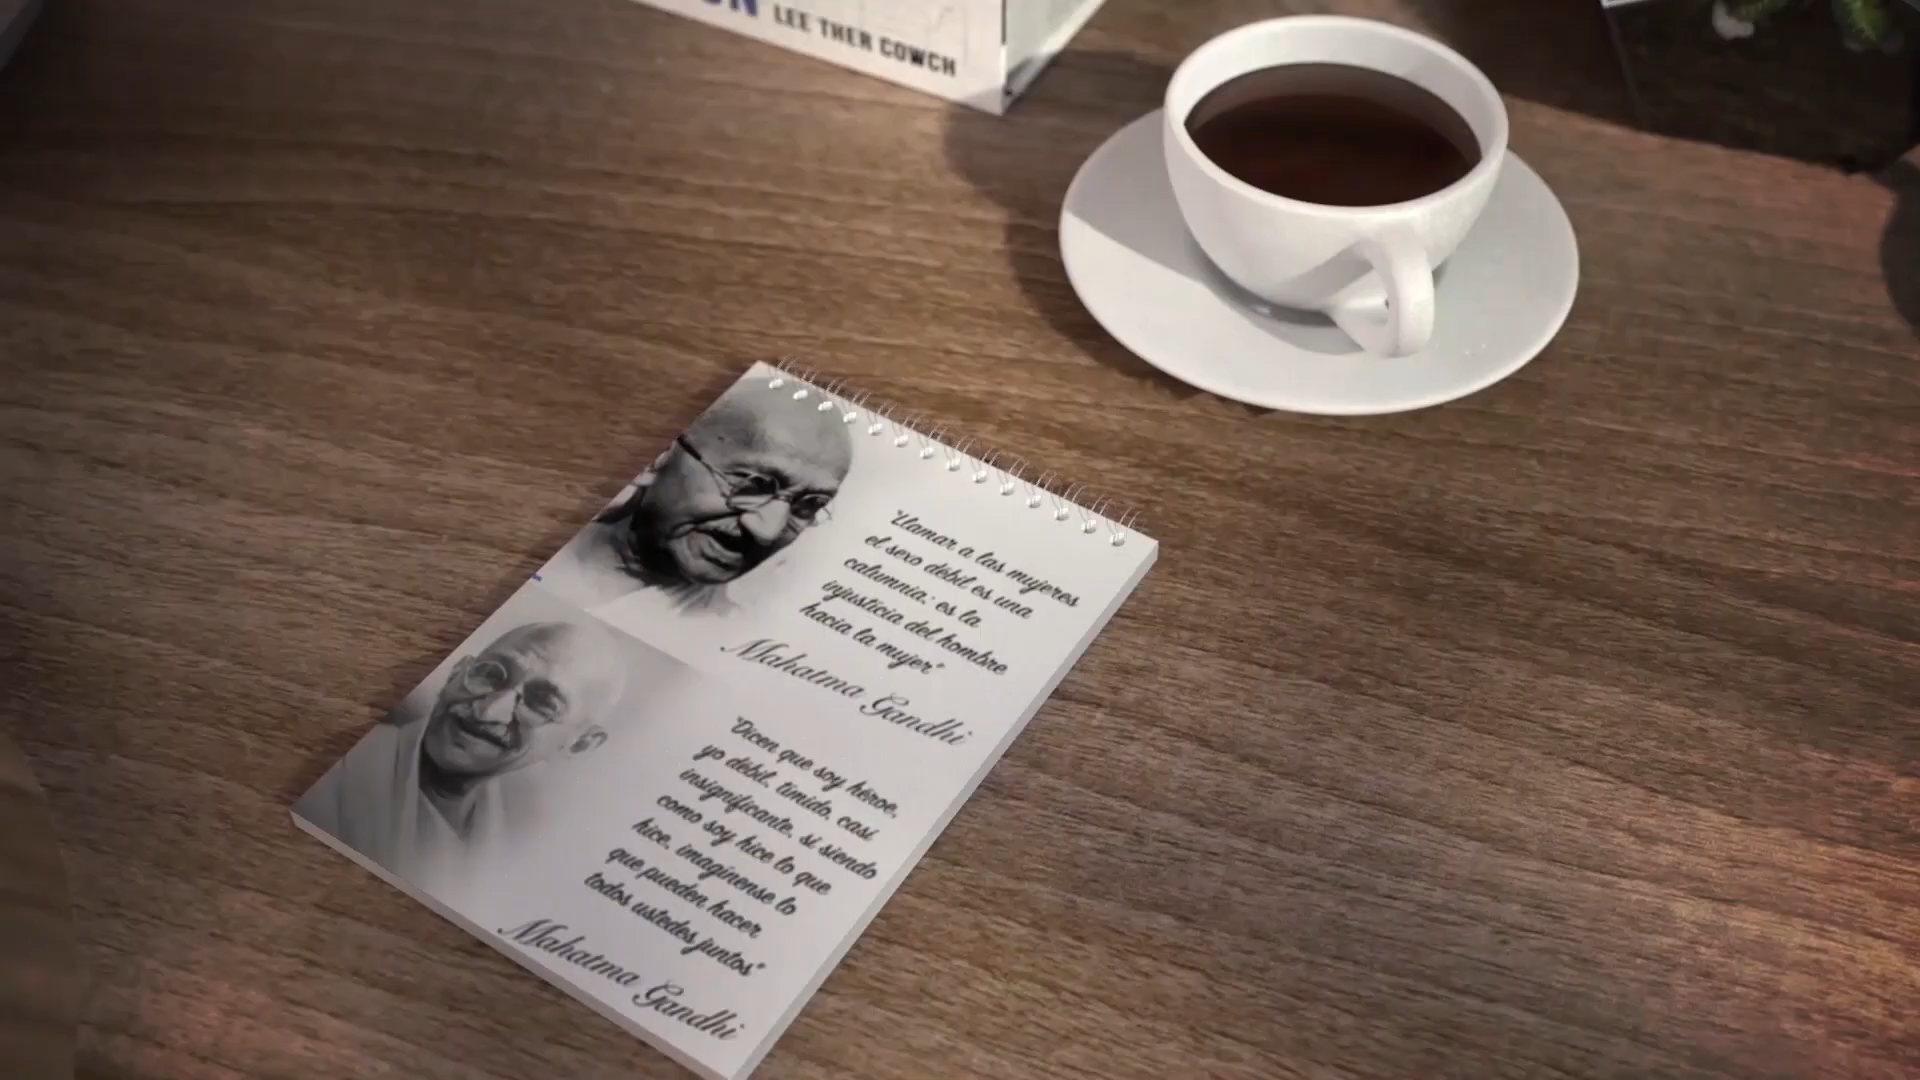 LEE THER COWCH
"Llamar a las mujeres
el sexo débil es una
calumnia; es la
injusticia del hombre
hacia la mujer"
Mahatma Gandhi
"Dicen que soy héroe,
yo débil, tímido, casi
insignificante, si siendo
como soy hice lo que
hice, imagínense lo
que pueden hacer
todos ustedes juntos"
Mahatma Gandhi